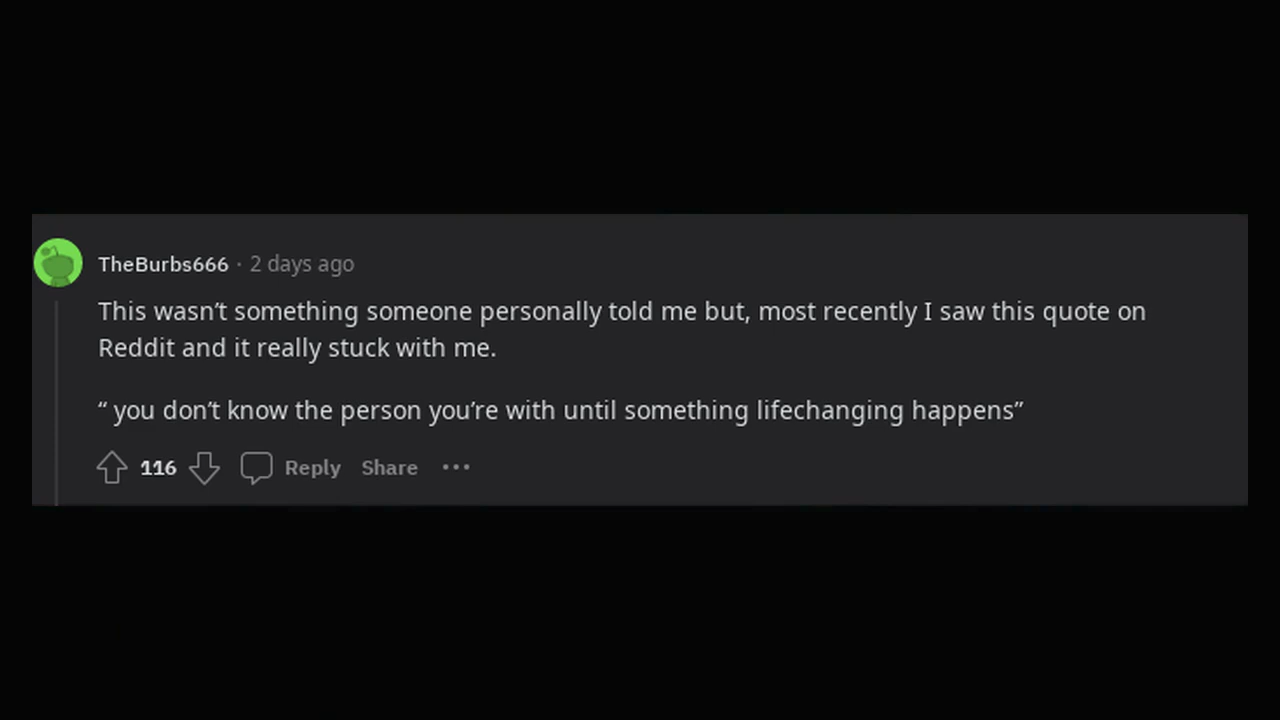 TheBurbs666 · 2 days ago
This wasn’t something someone personally told me but, most recently I saw this quote on
Reddit and it really stuck with me.
“ you don’t know the person you’re with until something lifechanging happens”
116 Reply Share ···